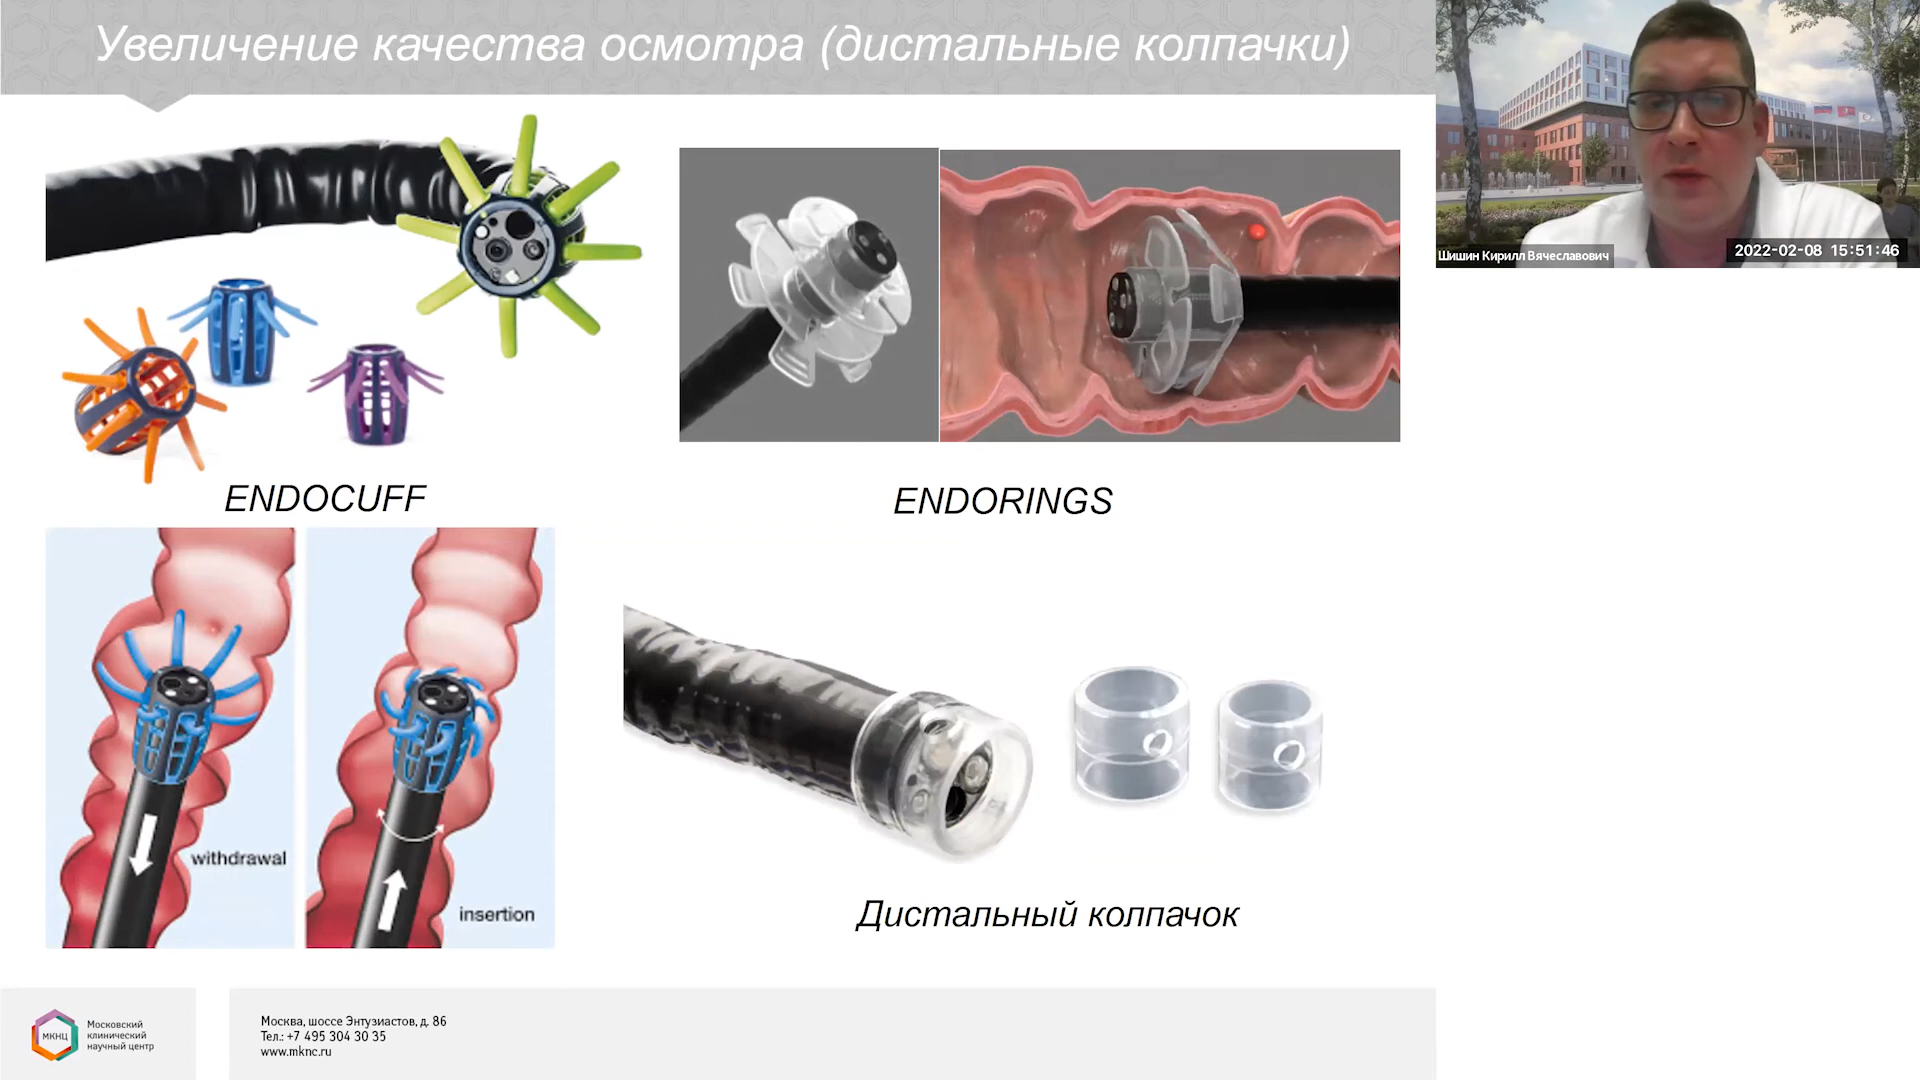 Увеличение качества осмотра (дистальные колпачки)
Шишин Кирилл Вячеславович
2022-02-08 15:51:46
ENDOCUFF
ENDORINGS
withdrawal
insertion
Дистальный колпачок
МКНЦ
Московский
клинический
научный центр
Москва, шоссе Энтузиастов, д. 86
Тел.: +7 495 304 30 35
www.mknc.ru